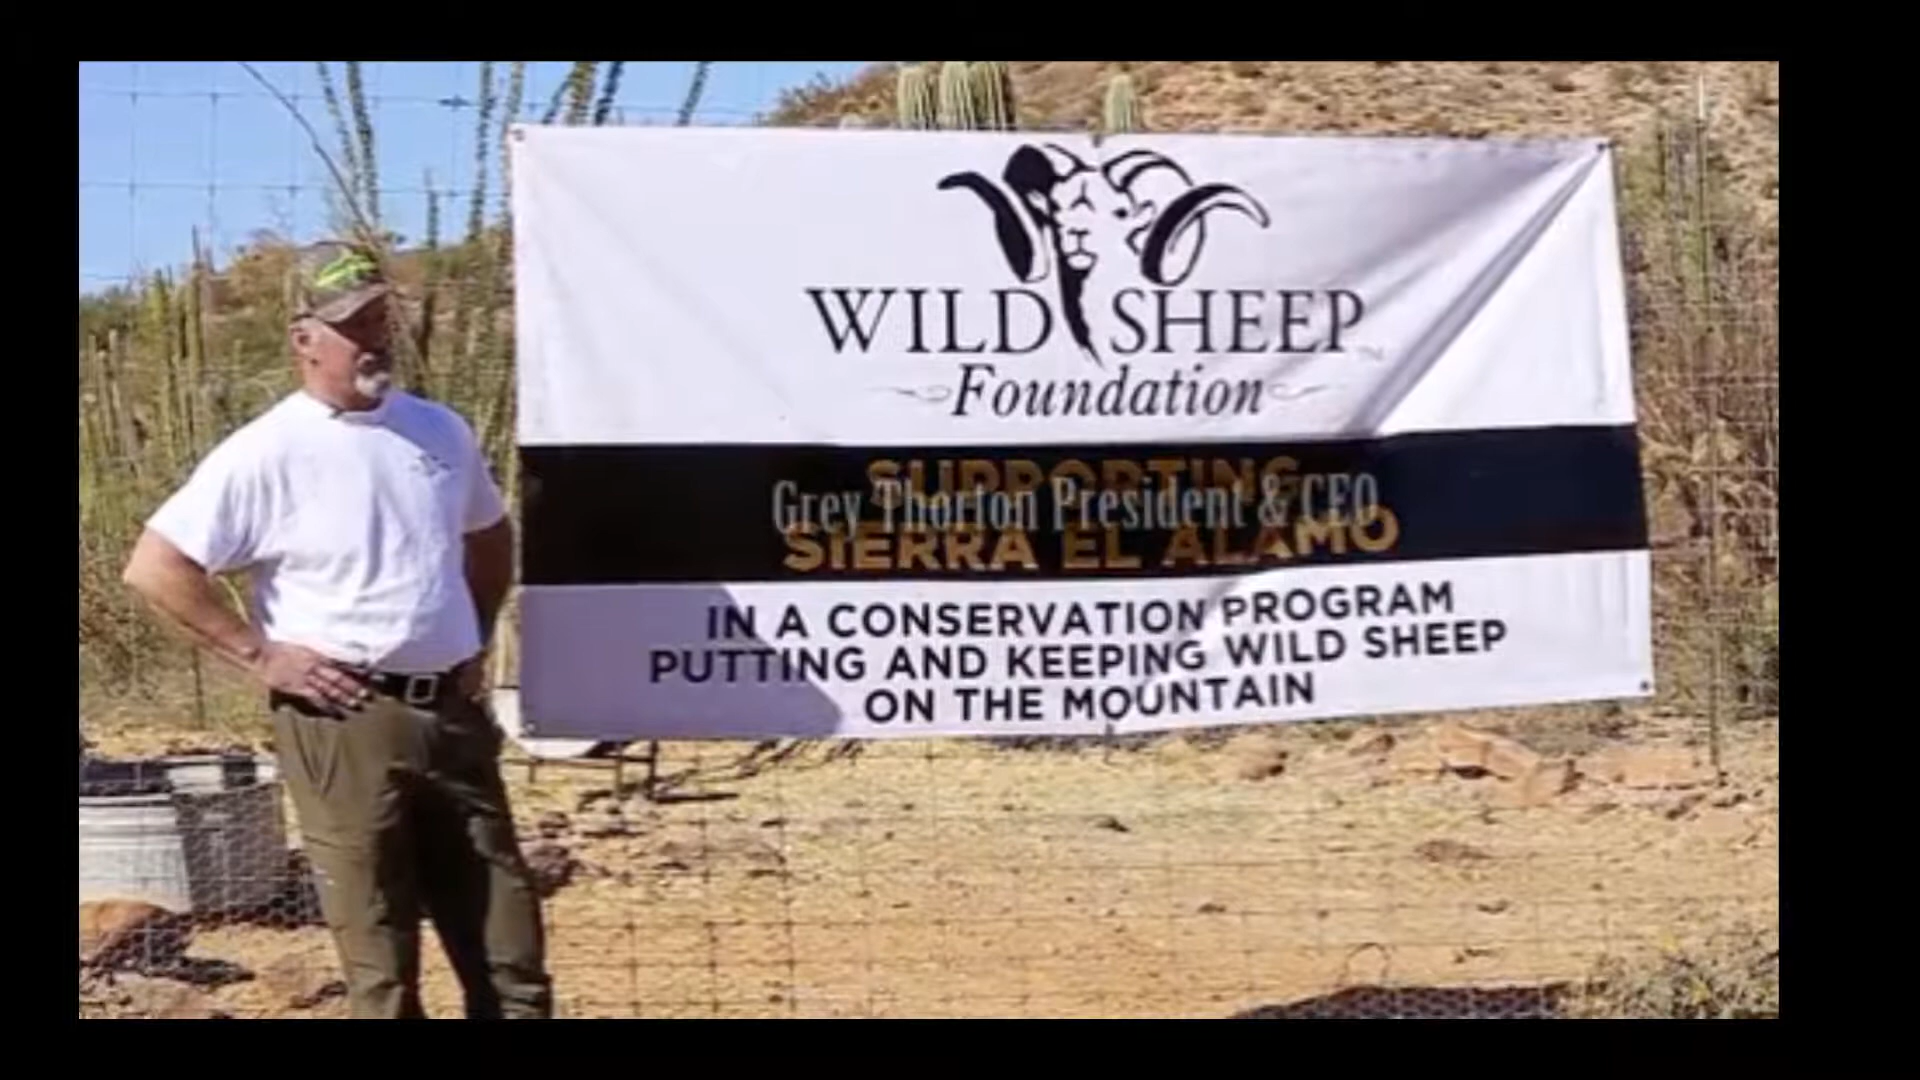 WILD SHEEP
Foundation
SUPPORTING
Grey Thorton President & CEO
SIERRA EL ALAMO
IN A CONSERVATION PROGRAM
PUTTING AND KEEPING WILD SHEEP
ON THE MOUNTAIN